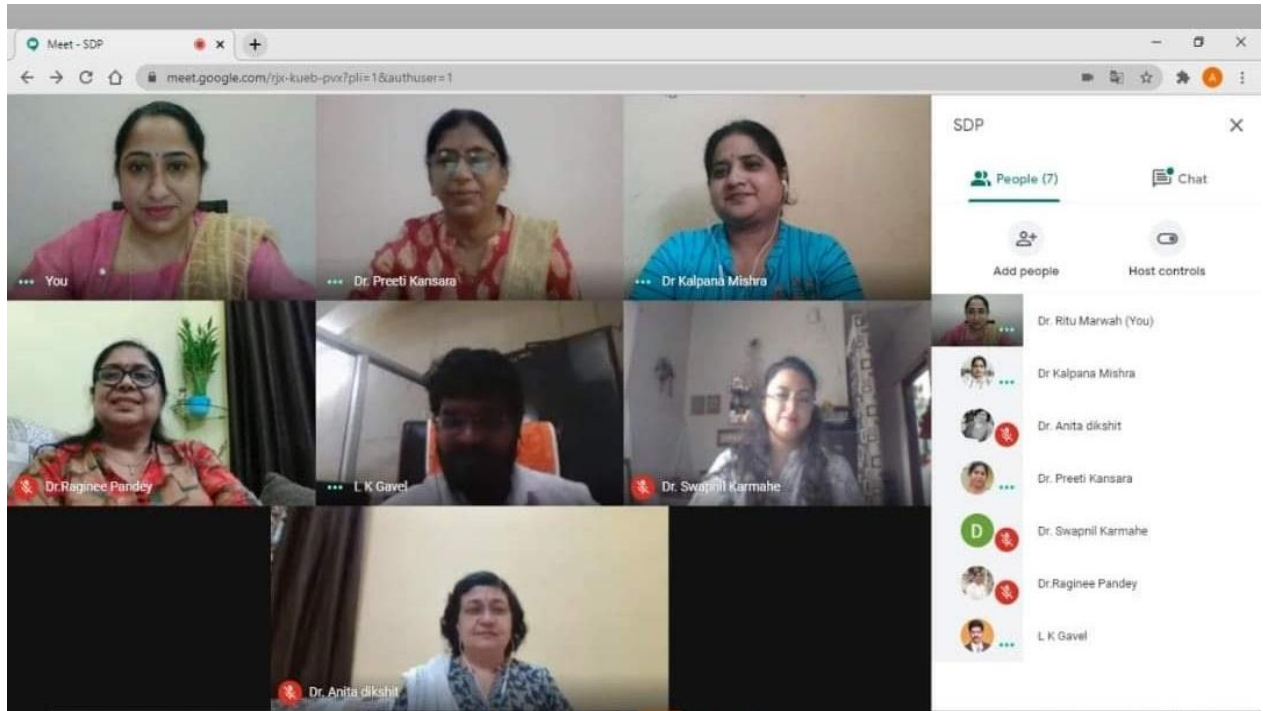 Meet - SDP
meet.google.com/rjx-kueb-pvx?pli=1&authuser=1
A
You
Dr. Preeti Kansara
Dr Kalpana Mishra
Dr.Raginee Pandey
L K Gavel
Dr. Swapnil Karmahe
Dr. Anita dikshit
SDP
People (7)
Chat
Add people
Host controls
Dr. Ritu Marwah (You)
Dr Kalpana Mishra
Dr. Anita dikshit
Dr. Preeti Kansara
D
Dr. Swapnil Karmahe
Dr.Raginee Pandey
L K Gavel